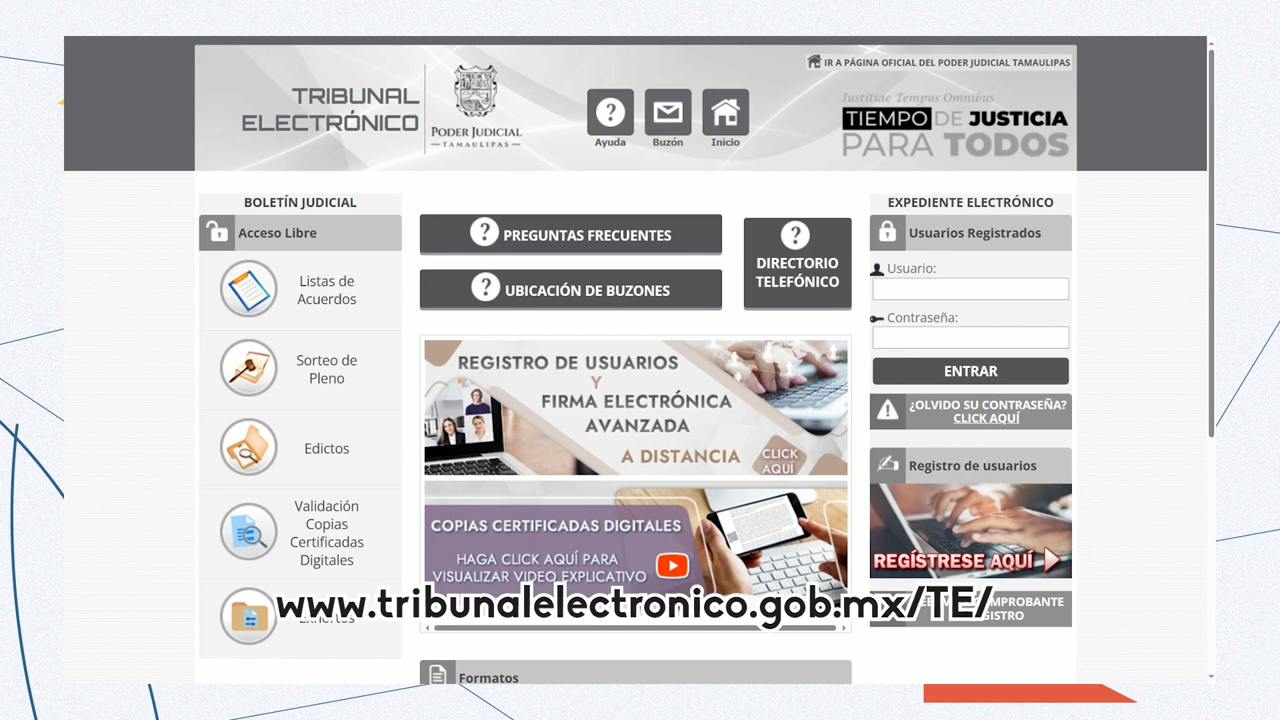 IR A PÁGINA OFICIAL DEL PODER JUDICIAL TAMAULIPAS
TRIBUNAL
ELECTRÓNICO
PODER JUDICIAL
TAMAULIPAS
Ayuda
Buzón
Inicio
Justitiae Tempus Omnibus
TIEMPO DE JUSTICIA
PARA TODOS
BOLETÍN JUDICIAL
Acceso Libre
Listas de
Acuerdos
Sorteo de
Pleno
Edictos
Validación
Copias
Certificadas
Digitales
PREGUNTAS FRECUENTES
UBICACIÓN DE BUZONES
DIRECTORIO
TELEFÓNICO
REGISTRO DE USUARIOS
Y
FIRMA ELECTRÓNICA
AVANZADA
A DISTANCIA
CLICK
AQUÍ
COPIAS CERTIFICADAS DIGITALES
HAGA CLICK AQUÍ PARA
VISUALIZAR VIDEO EXPLICATIVO
EXPEDIENTE ELECTRÓNICO
Usuarios Registrados
Usuario:
Contraseña:
ENTRAR
¿OLVIDO SU CONTRASEÑA?
CLICK AQUÍ
Registro de usuarios
REGÍSTRESE AQUÍ
www.tribunalelectronico.gob.mx/TE/
Formatos